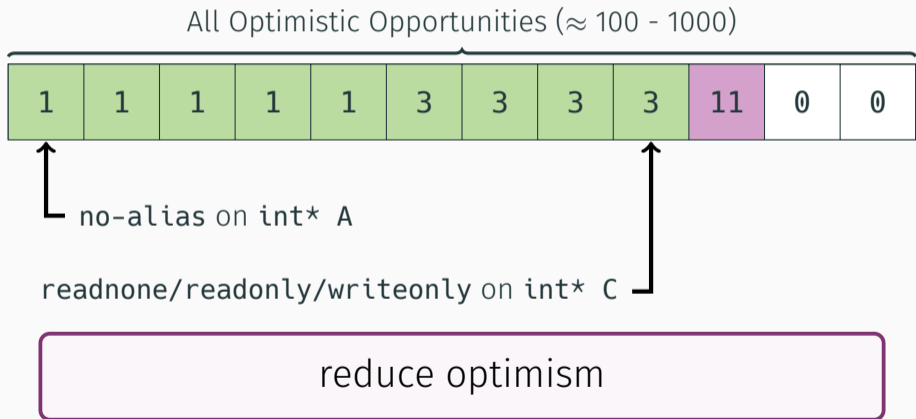 All Optimistic Opportunities (≈ 100 - 1000)
1 1 1 1 1 3 3 3 3 11 0 0
no-alias on int* A
readnone/readonly/writeonly on int* C
reduce optimism